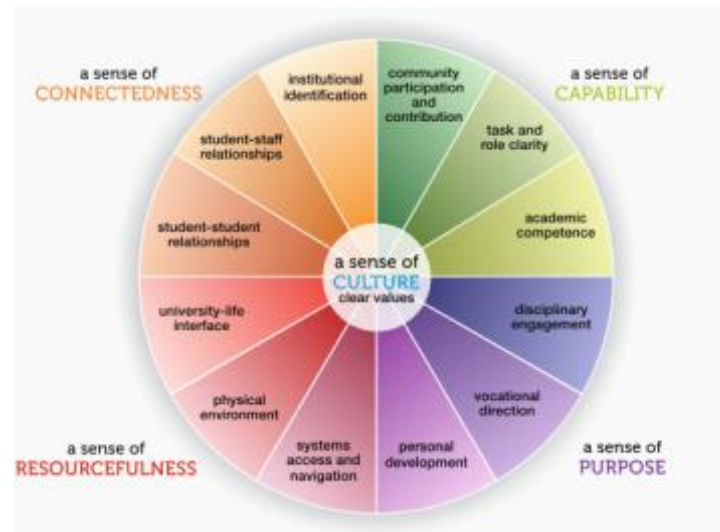 a sense of
CONNECTEDNESS
a sense of
CAPABILITY
institutional
identification
community
participation
and
contribution
student-staff
relationships
task and
role clarity
student-student
relationships
academic
competence
a sense of
CULTURE
clear values
university-life
interface
disciplinary
engagement
physical
environment
vocational
direction
systems
access and
navigation
personal
development
a sense of
RESOURCEFULNESS
a sense of
PURPOSE